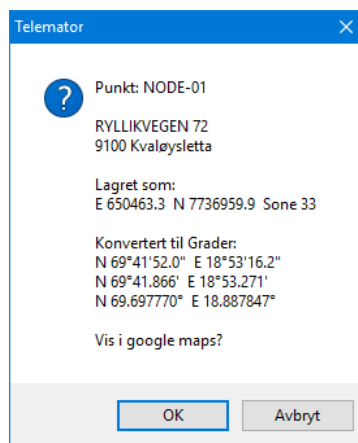 Telemator
Punkt: NODE-01
RYLLIKVEGEN 72
9100 Kvaløysletta
Lagret som:
E 650463.3  N 7736959.9  Sone 33
Konvertert til Grader:
N 69°41'52.0"  E 18°53'16.2"
N 69°41.866'  E 18°53.271'
N 69.697770°  E 18.887847°
Vis i google maps?
OK
Avbryt